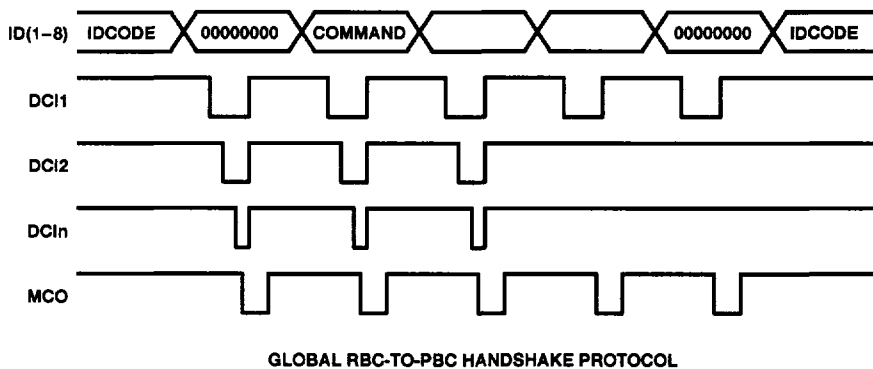 ID(1–8) IDCODE 00000000 COMMAND 00000000 IDCODE
DCI1
DCI2
DCIn
MCO
GLOBAL RBC-TO-PBC HANDSHAKE PROTOCOL